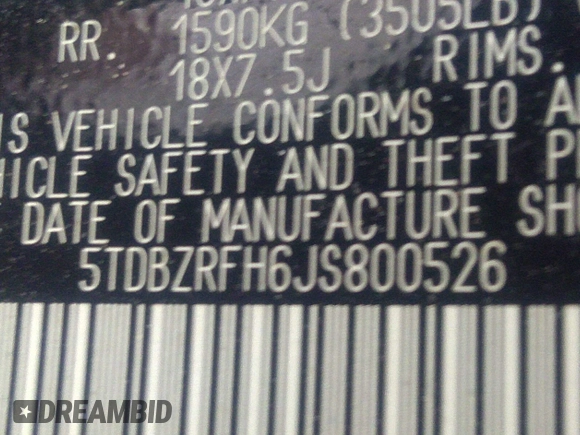 RR. 1590KG (3505LB)
18X7.5J RIMS.
IS VEHICLE CONFORMS TO A
HICLE SAFETY AND THEFT P
DATE OF MANUFACTURE SH
5TDBZRFH6JS800526
DREAMBID